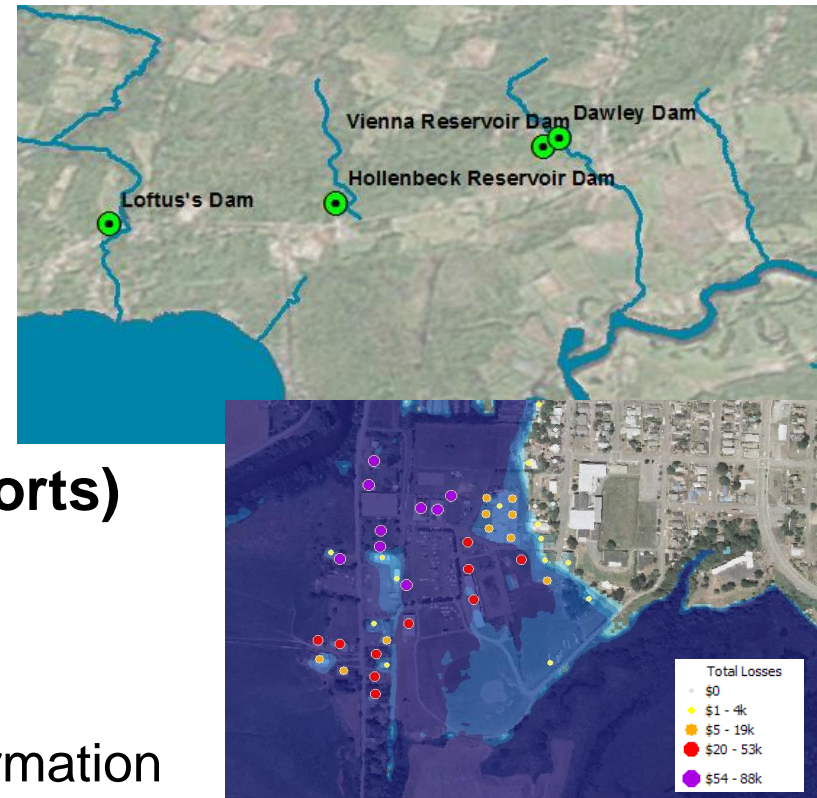 Vienna Reservoir Dam
Dawley Dam
Hollenbeck Reservoir Dam
Loftus's Dam
orts)
rmation
Total Losses
$0
$1 - 4k
$5 - 19k
$20 - 53k
$54 - 88k